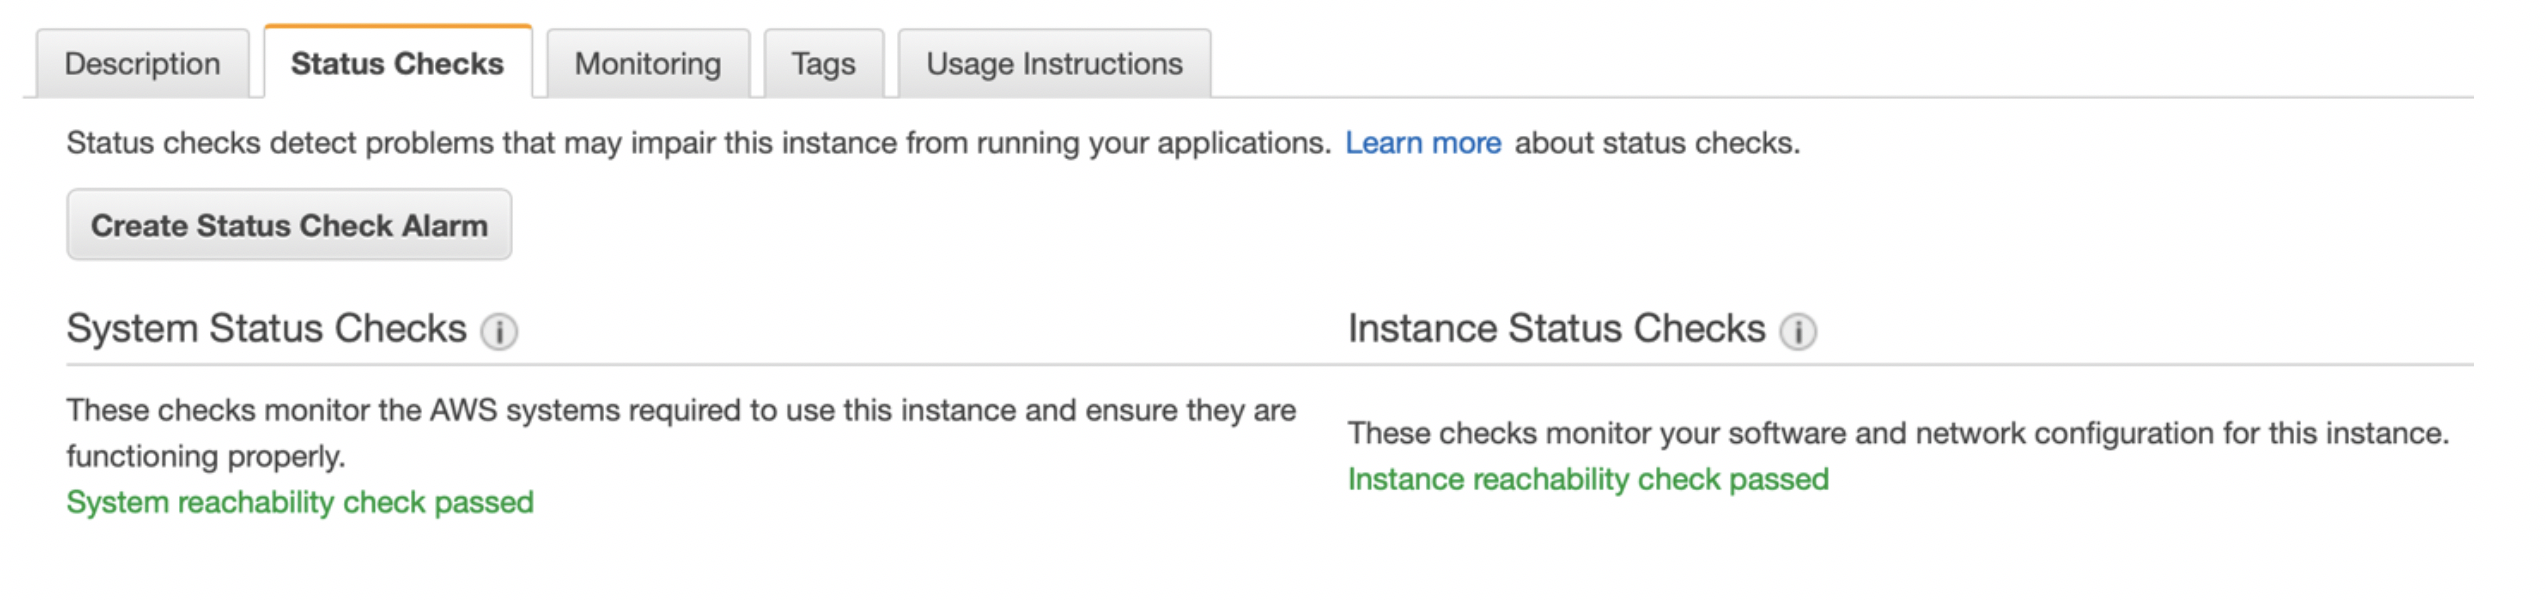 Description Status Checks Monitoring Tags Usage Instructions
Status checks detect problems that may impair this instance from running your applications. Learn more about status checks.
Create Status Check Alarm
System Status Checks i
These checks monitor the AWS systems required to use this instance and ensure they are
functioning properly.
System reachability check passed
Instance Status Checks i
These checks monitor your software and network configuration for this instance.
Instance reachability check passed